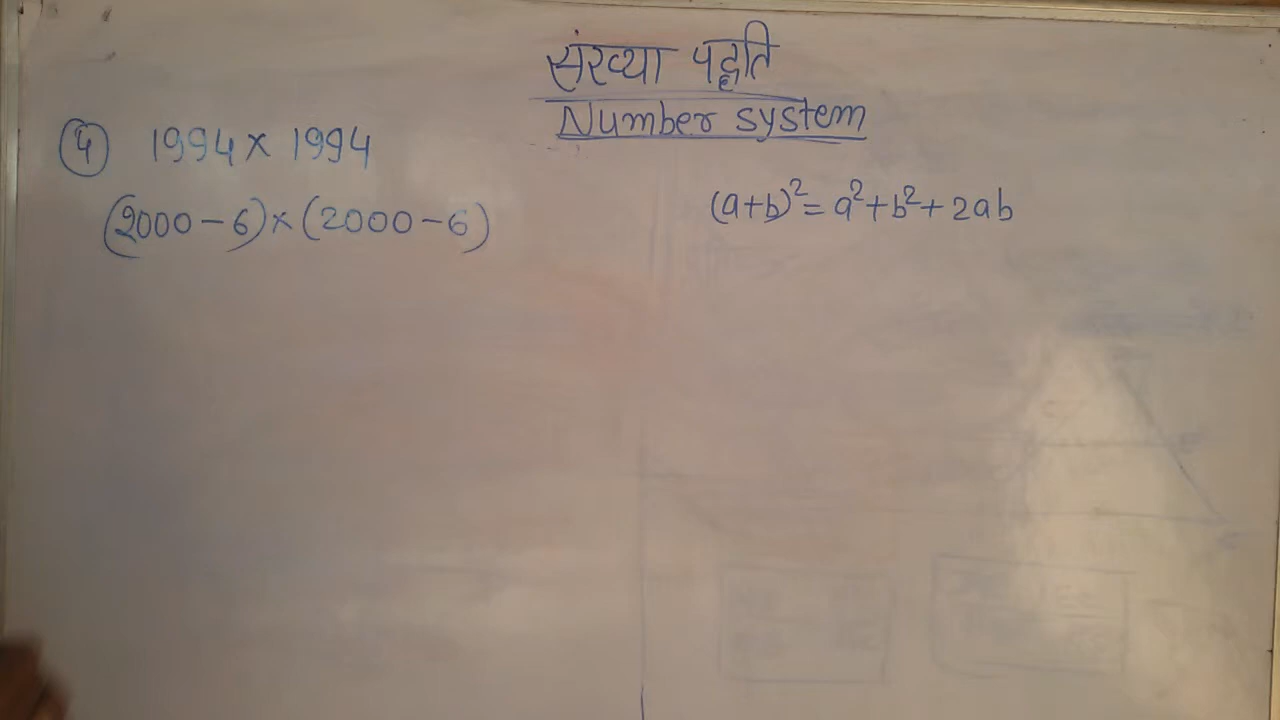 संख्या पद्धति
Number system
④ 1994 × 1994
(2000 - 6) × (2000 - 6)
(a+b)² = a² + b² + 2ab